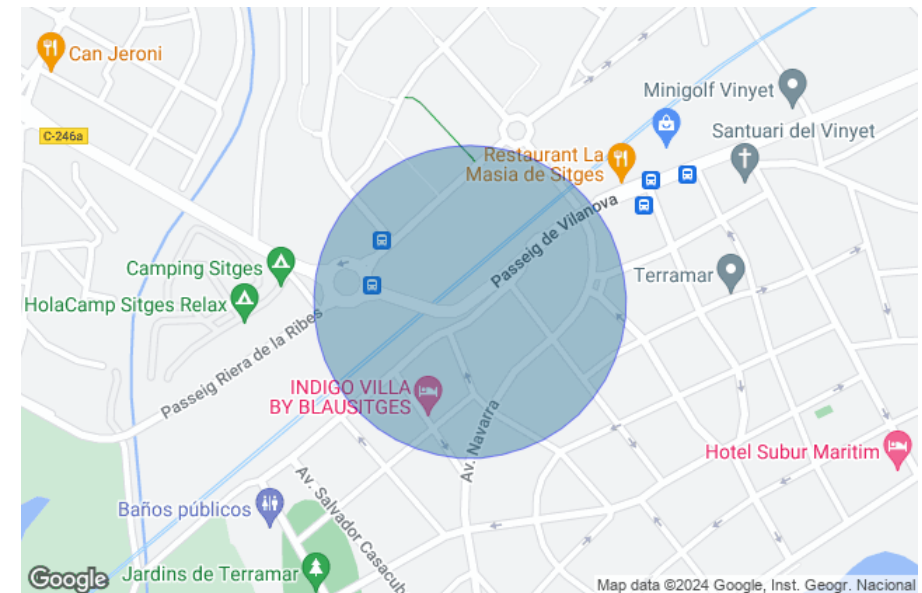 Can Jeroni
Minigolf Vinyet
C-246a
Santuari del Vinyet
Restaurant La
Masia de Sitges
Passeig de Vilanova
Camping Sitges
Terramar
HolaCamp Sitges Relax
Passeig Riera de la Ribes
INDIGO VILLA
BY BLAUSITGES
Av. Navarra
Hotel Subur Maritim
Av. Salvador Casacub
Baños públicos
Jardins de Terramar
Google
Map data ©2024 Google, Inst. Geogr. Nacional